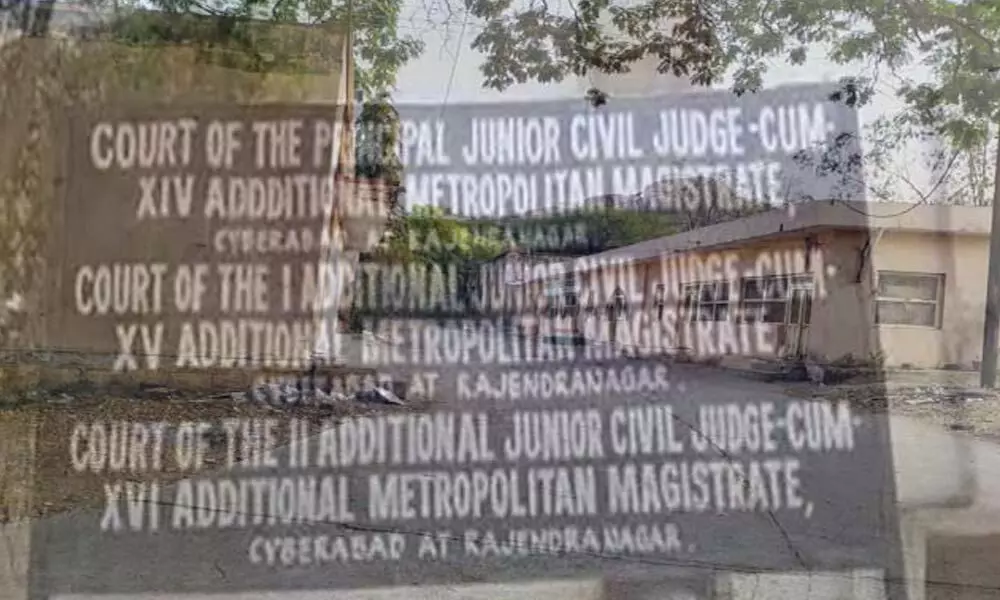 COURT OF THE PRINCIPAL JUNIOR CIVIL JUDGE-CUM-
XIV ADDDITIONAL METROPOLITAN MAGISTRATE,
CYBERABAD AT RAJENDRANAGAR
COURT OF THE I ADDITIONAL JUNIOR CIVIL JUDGE-CUM-
XV ADDITIONAL METROPOLITAN MAGISTRATE,
CYBERABAD AT RAJENDRANAGAR.
COURT OF THE II ADDITIONAL JUNIOR CIVIL JUDGE-CUM-
XVI ADDITIONAL METROPOLITAN MAGISTRATE,
CYBERABAD AT RAJENDRANAGAR.